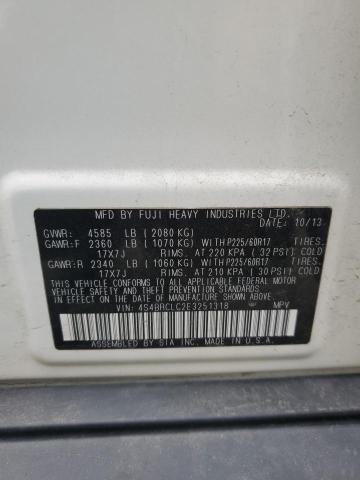 MFD BY FUJI HEAVY INDUSTRIES LTD.
DATE: 10/13
GVWR: 4585 LB (2080 KG)
GAWR:F 2360 LB (1070 KG) WITH P225/60R17 TIRES.
17X7J RIMS. AT 220 KPA (32 PSI) COLD
GAWR:R 2340 LB (1060 KG) WITH P225/60R17 TIRES.
17X7J RIMS. AT 210 KPA (30 PSI) COLD
THIS VEHICLE CONFORMS TO ALL APPLICABLE FEDERAL MOTOR
VEHICLE SAFETY AND THEFT PREVENTION STANDARDS IN EFFECT
ON THE DATE OF MANUFACTURE SHOWN ABOVE.
VIN: 4S4BRCLC2E3251318 MPV
ASSEMBLED BY SIA INC. MADE IN U.S.A.